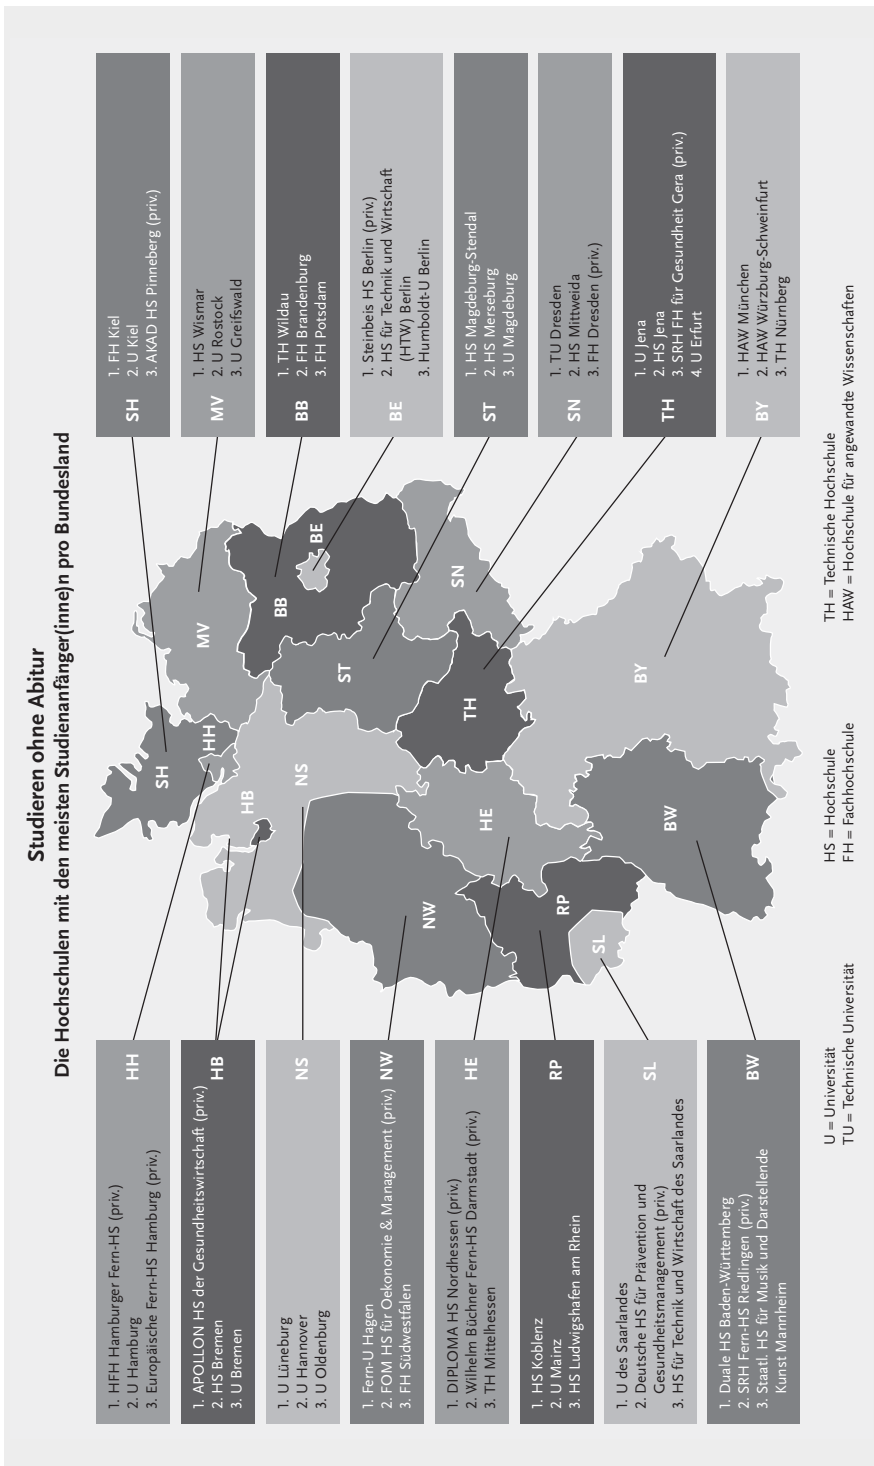 Studieren ohne Abitur
Die Hochschulen mit den meisten Studienanfänger(inne)n pro Bundesland
1. HFH Hamburger Fern-HS (priv.)
2. U Hamburg
3. Europäische Fern-HS Hamburg (priv.)
HH
1. APOLLON HS der Gesundheitswirtschaft (priv.)
2. HS Bremen
3. U Bremen
HB
1. U Lüneburg
2. U Hannover
3. U Oldenburg
NS
1. Fern-U Hagen
2. FOM HS für Oekonomie & Management (priv.)
3. FH Südwestfalen
NW
1. DIPLOMA HS Nordhessen (priv.)
2. Wilhelm Büchner Fern-HS Darmstadt (priv.)
3. TH Mittelhessen
HE
1. HS Koblenz
2. U Mainz
3. HS Ludwigshafen am Rhein
RP
1. U des Saarlandes
2. Deutsche HS für Prävention und
Gesundheitsmanagement (priv.)
3. HS für Technik und Wirtschaft des Saarlandes
SL
1. Duale HS Baden-Württemberg
2. SRH Fern-HS Riedlingen (priv.)
3. Staatl. HS für Musik und Darstellende
Kunst Mannheim
BW
SH
HH
MV
HB
NS
BB
BE
ST
NW
HE
TH
SN
RP
SL
BW
BY
SH
1. FH Kiel
2. U Kiel
3. AKAD HS Pinneberg (priv.)
MV
1. HS Wismar
2. U Rostock
3. U Greifswald
BB
1. TH Wildau
2. FH Brandenburg
3. FH Potsdam
BE
1. Steinbeis HS Berlin (priv.)
2. HS für Technik und Wirtschaft
(HTW) Berlin
3. Humboldt-U Berlin
ST
1. HS Magdeburg-Stendal
2. HS Merseburg
3. U Magdeburg
SN
1. TU Dresden
2. HS Mittweida
3. FH Dresden (priv.)
TH
1. U Jena
2. HS Jena
3. SRH FH für Gesundheit Gera (priv.)
4. U Erfurt
BY
1. HAW München
2. HAW Würzburg-Schweinfurt
3. TH Nürnberg
U = Universität
TU = Technische Universität
HS = Hochschule
FH = Fachhochschule
TH = Technische Hochschule
HAW = Hochschule für angewandte Wissenschaften